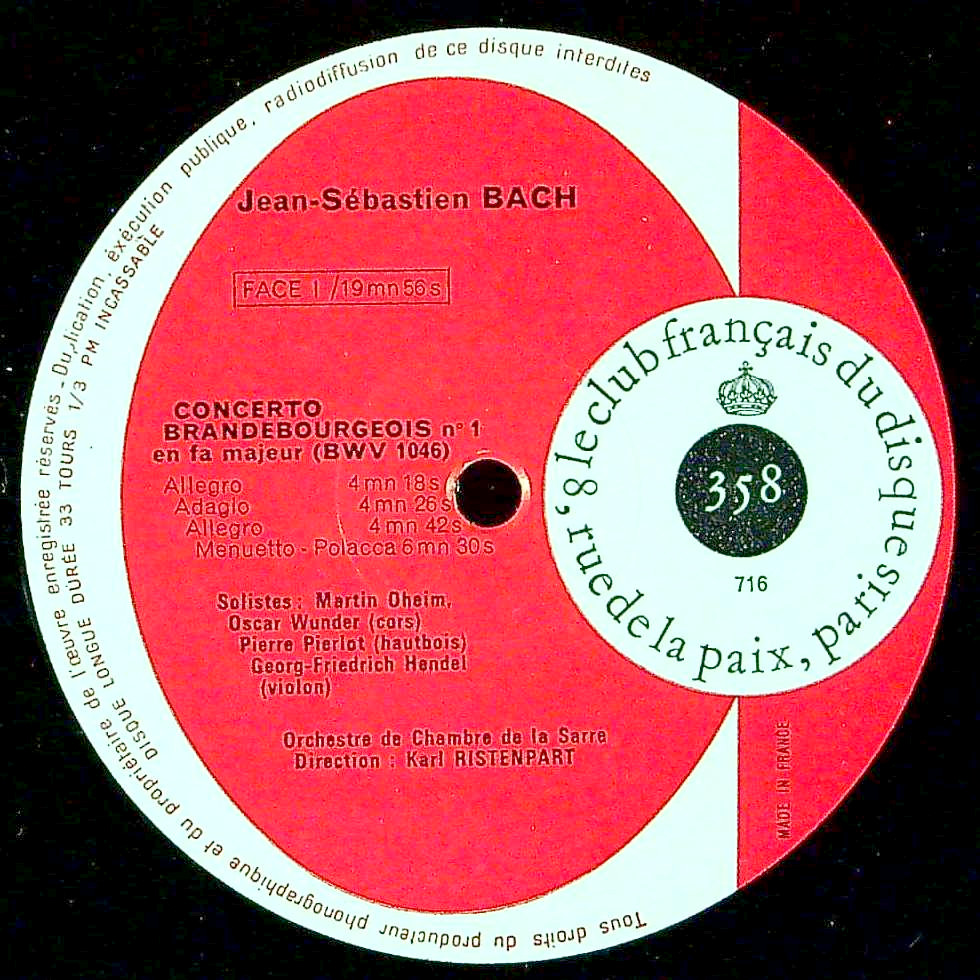 Jean-Sébastien BACH
FACE I / 19 mn 56 s
CONCERTO
BRANDEBOURGEOIS n° 1
en fa majeur (BWV 1046)
Allegro 4 mn 18 s
Adagio 4 mn 26 s
Allegro 4 mn 42 s
Menuetto - Polacca 6 mn 30 s
Solistes : Martin Oheim,
Oscar Wunder (cors)
Pierre Pierlot (hautbois)
Georg-Friedrich Hendel
(violon)
Orchestre de Chambre de la Sarre
Direction : Karl RISTENPART
le club français du disque
8, rue de la paix, paris
358
716
MADE IN FRANCE
Tous droits du producteur phonographique et du propriétaire de l'œuvre enregistrée réservés - Duplication, éxécution publique, radiodiffusion de ce disque interdites
DISQUE LONGUE DURÉE 33 TOURS 1/3 PM INCASSABLE